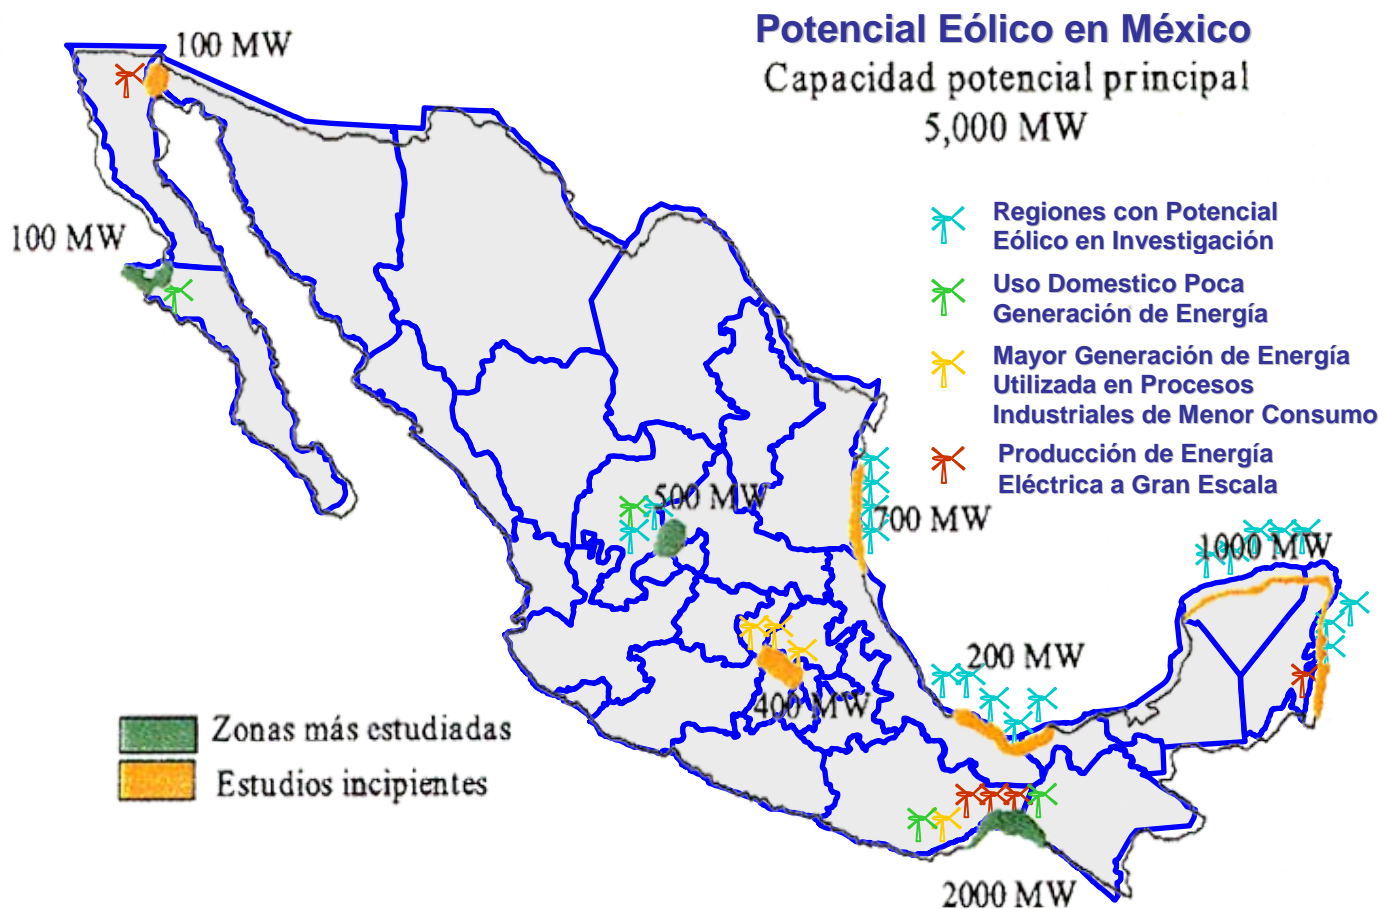 Potencial Eólico en México
Capacidad potencial principal
5,000 MW
100 MW
100 MW
Regiones con Potencial
Eólico en Investigación
Uso Domestico Poca
Generación de Energía
Mayor Generación de Energía
Utilizada en Procesos
Industriales de Menor Consumo
Producción de Energía
Eléctrica a Gran Escala
500 MW
700 MW
1000 MW
200 MW
400 MW
Zonas más estudiadas
Estudios incipientes
2000 MW